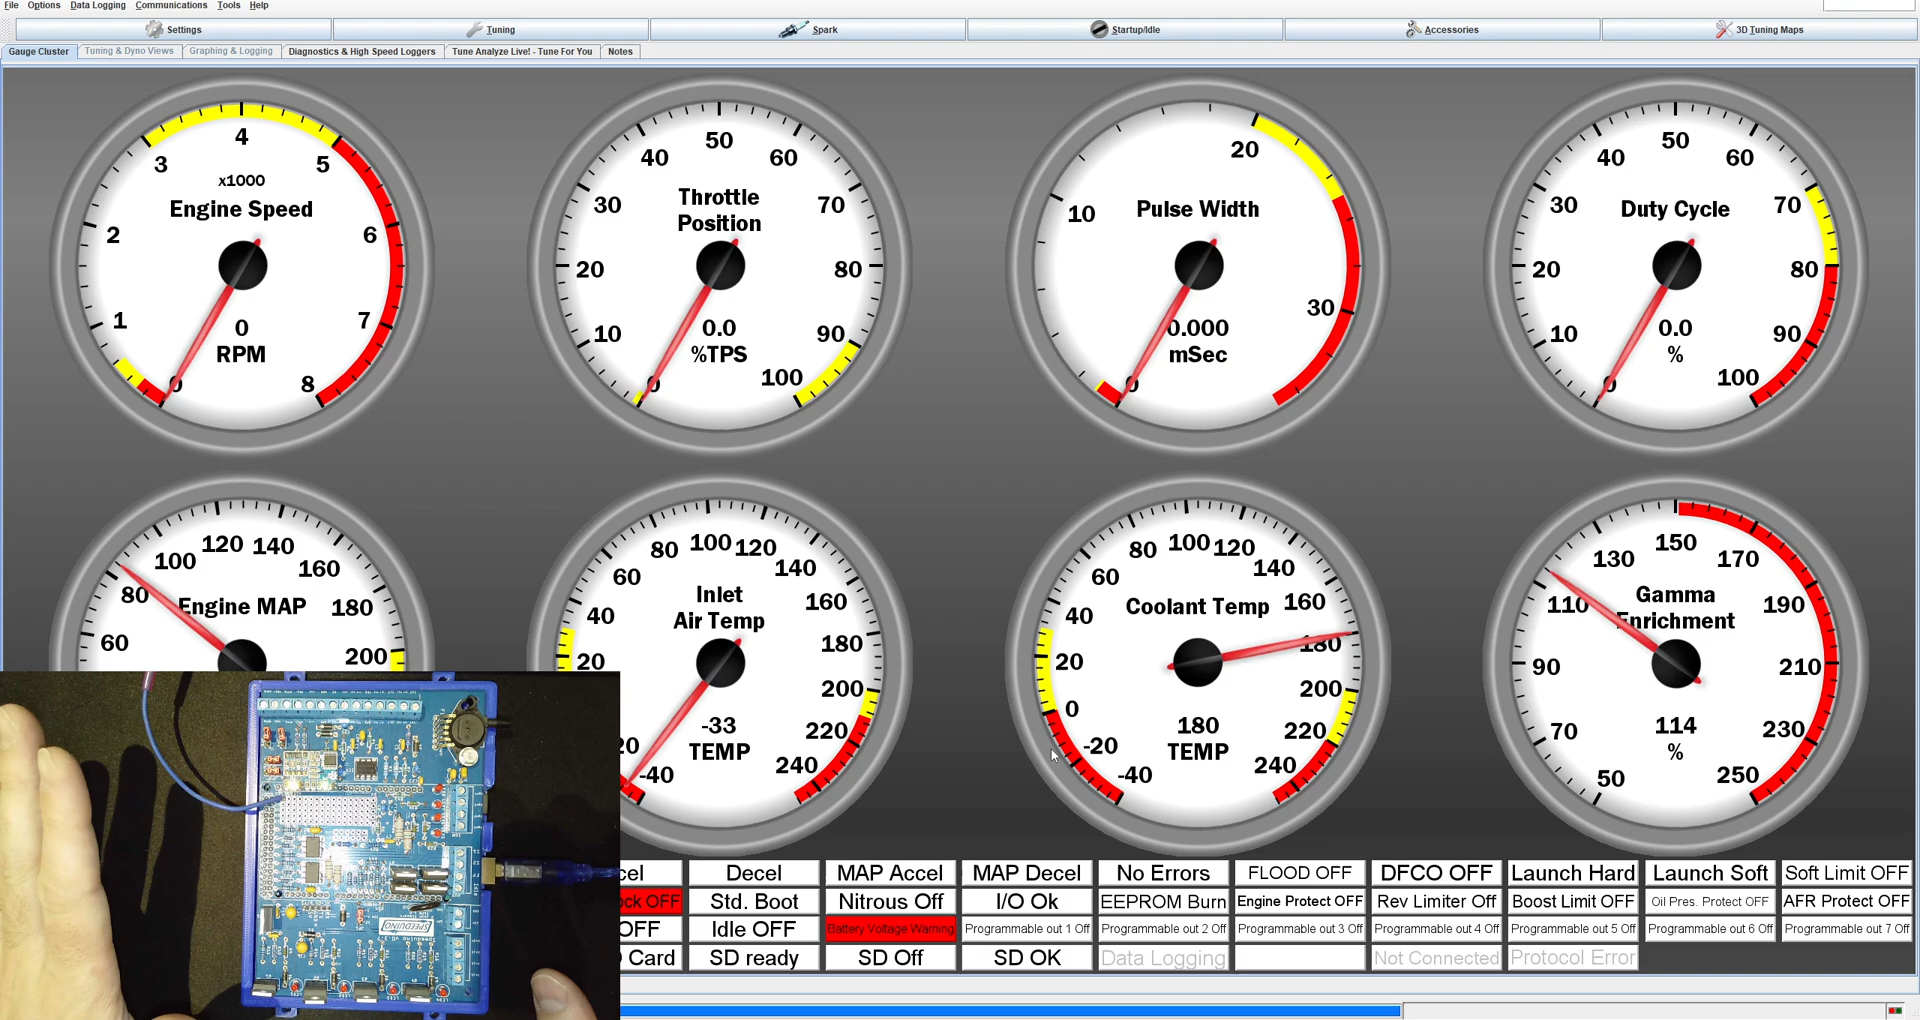 File Options Data Logging Communications Tools Help
Settings Tuning Spark Startup/Idle Accessories 3D Tuning Maps
Gauge Cluster Tuning & Dyno Views Graphing & Logging Diagnostics & High Speed Loggers Tune Analyze Live! - Tune For You Notes
0 1 2 3 4 5 6 7 8
x1000
Engine Speed
0
RPM
0 10 20 30 40 50 60 70 80 90 100
Throttle
Position
0.0
%TPS
0 10 20 30
Pulse Width
0.000
mSec
0 10 20 30 40 50 60 70 80 90 100
Duty Cycle
0.0
%
60 80 100 120 140 160 180 200
Engine MAP
-40 20 20 40 60 80 100 120 140 160 180 200 220 240
Inlet
Air Temp
-33
TEMP
-40 -20 0 20 40 60 80 100 120 140 160 180 200 220 240
Coolant Temp
180
TEMP
50 70 90 110 130 150 170 190 210 230 250
Gamma
Enrichment
114
%
SPEEDUINO
cel Decel MAP Accel MAP Decel No Errors FLOOD OFF DFCO OFF Launch Hard Launch Soft Soft Limit OFF
ock OFF Std. Boot Nitrous Off I/O Ok EEPROM Burn Engine Protect OFF Rev Limiter Off Boost Limit OFF Oil Pres. Protect OFF AFR Protect OFF
OFF Idle OFF Battery Voltage Warning Programmable out 1 Off Programmable out 2 Off Programmable out 3 Off Programmable out 4 Off Programmable out 5 Off Programmable out 6 Off Programmable out 7 Off
D Card SD ready SD Off SD OK Data Logging Not Connected Protocol Error